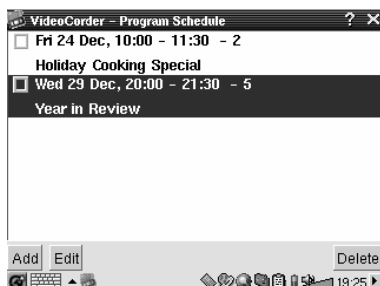 VideoCorder - Program Schedule ? X
Fri 24 Dec, 10:00 - 11:30 - 2
Holiday Cooking Special
Wed 29 Dec, 20:00 - 21:30 - 5
Year in Review
Add Edit Delete
19:25